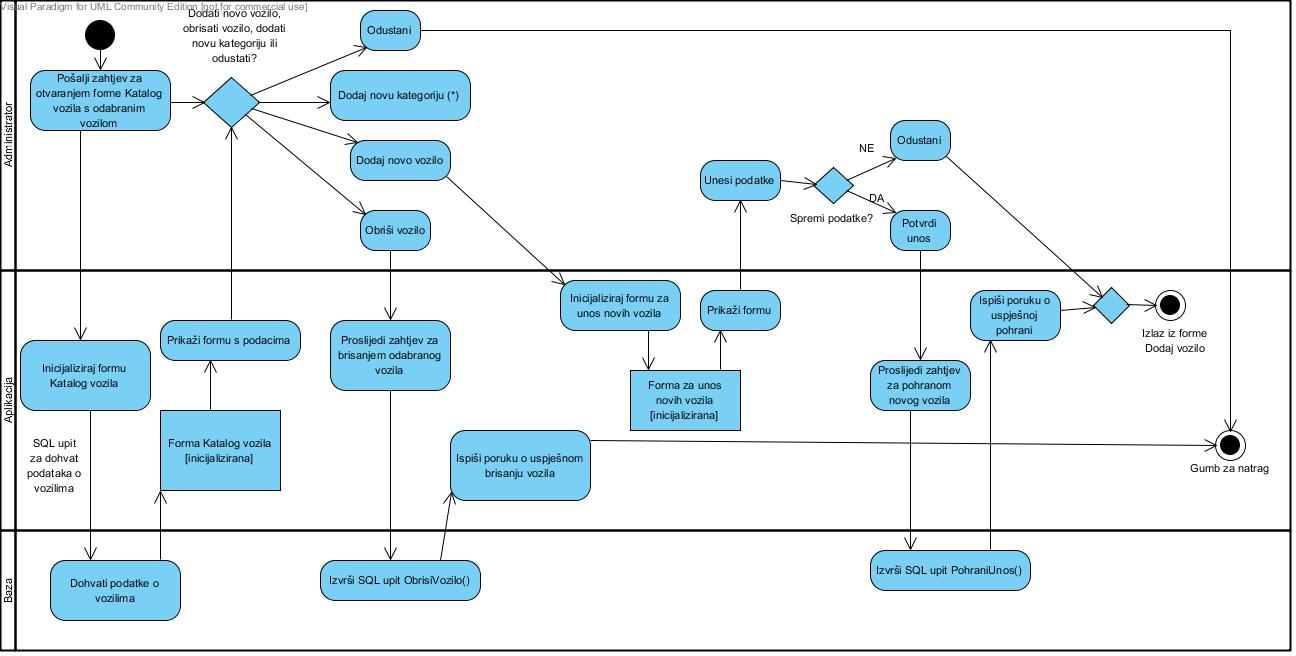 Visual Paradigm for UML Community Edition [not for commercial use]
Administrator
Pošalji zahtjev za
otvaranjem forme Katalog
vozila s odabranim
vozilom
Dodati novo vozilo,
obrisati vozilo, dodati
novu kategoriju ili
odustati?
Odustani
Dodaj novu kategoriju (*)
Dodaj novo vozilo
Obriši vozilo
Unesi podatke
Spremi podatke?
NE
DA
Odustani
Potvrdi
unos
Aplikacija
Inicijaliziraj formu
Katalog vozila
SQL upit
za dohvat
podataka o
vozilima
Prikaži formu s podacima
Forma Katalog vozila
[inicijalizirana]
Proslijedi zahtjev za
brisanjem odabranog
vozila
Ispiši poruku o uspješnom
brisanju vozila
Inicijaliziraj formu za
unos novih vozila
Forma za unos
novih vozila
[inicijalizirana]
Prikaži formu
Proslijedi zahtjev
za pohranom
novog vozila
Ispiši poruku o
uspješnoj
pohrani
Izlaz iz forme
Dodaj vozilo
Gumb za natrag
Baza
Dohvati podatke o
vozilima
Izvrši SQL upit ObrisiVozilo()
Izvrši SQL upit PohraniUnos()